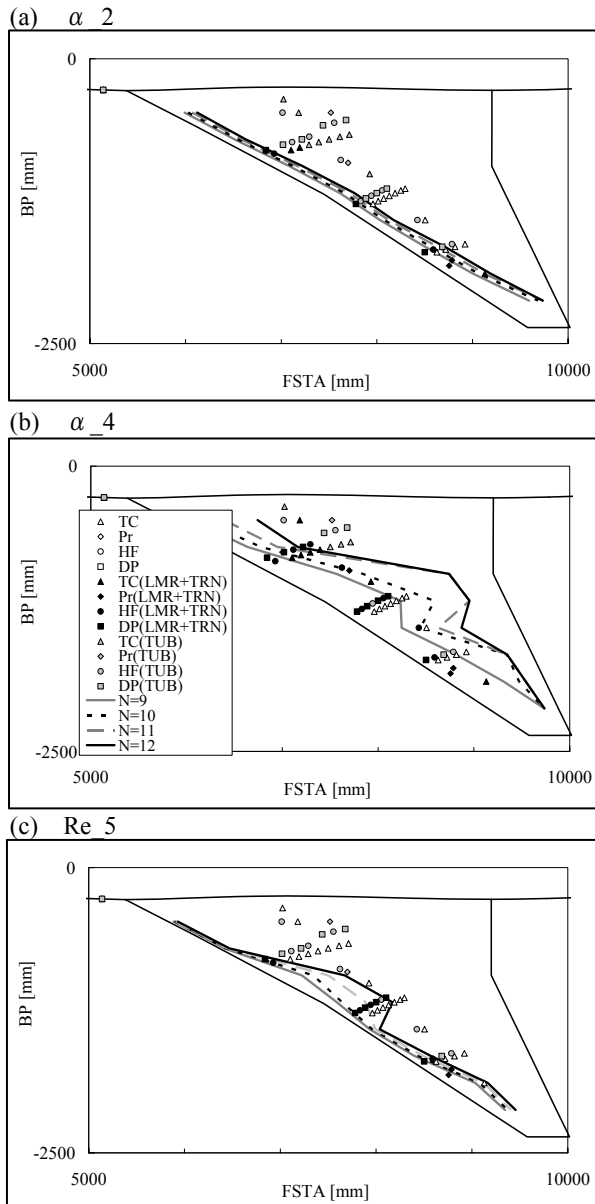 (a) α_2
0
BP [mm]
-2500
5000 10000
FSTA [mm]
(b) α_4
0
TC
Pr
HF
DP
TC(LMR+TRN)
Pr(LMR+TRN)
HF(LMR+TRN)
DP(LMR+TRN)
TC(TUB)
Pr(TUB)
HF(TUB)
DP(TUB)
N=9
N=10
N=11
N=12
BP [mm]
-2500
5000 10000
FSTA [mm]
(c) Re_5
0
BP [mm]
-2500
5000 10000
FSTA [mm]